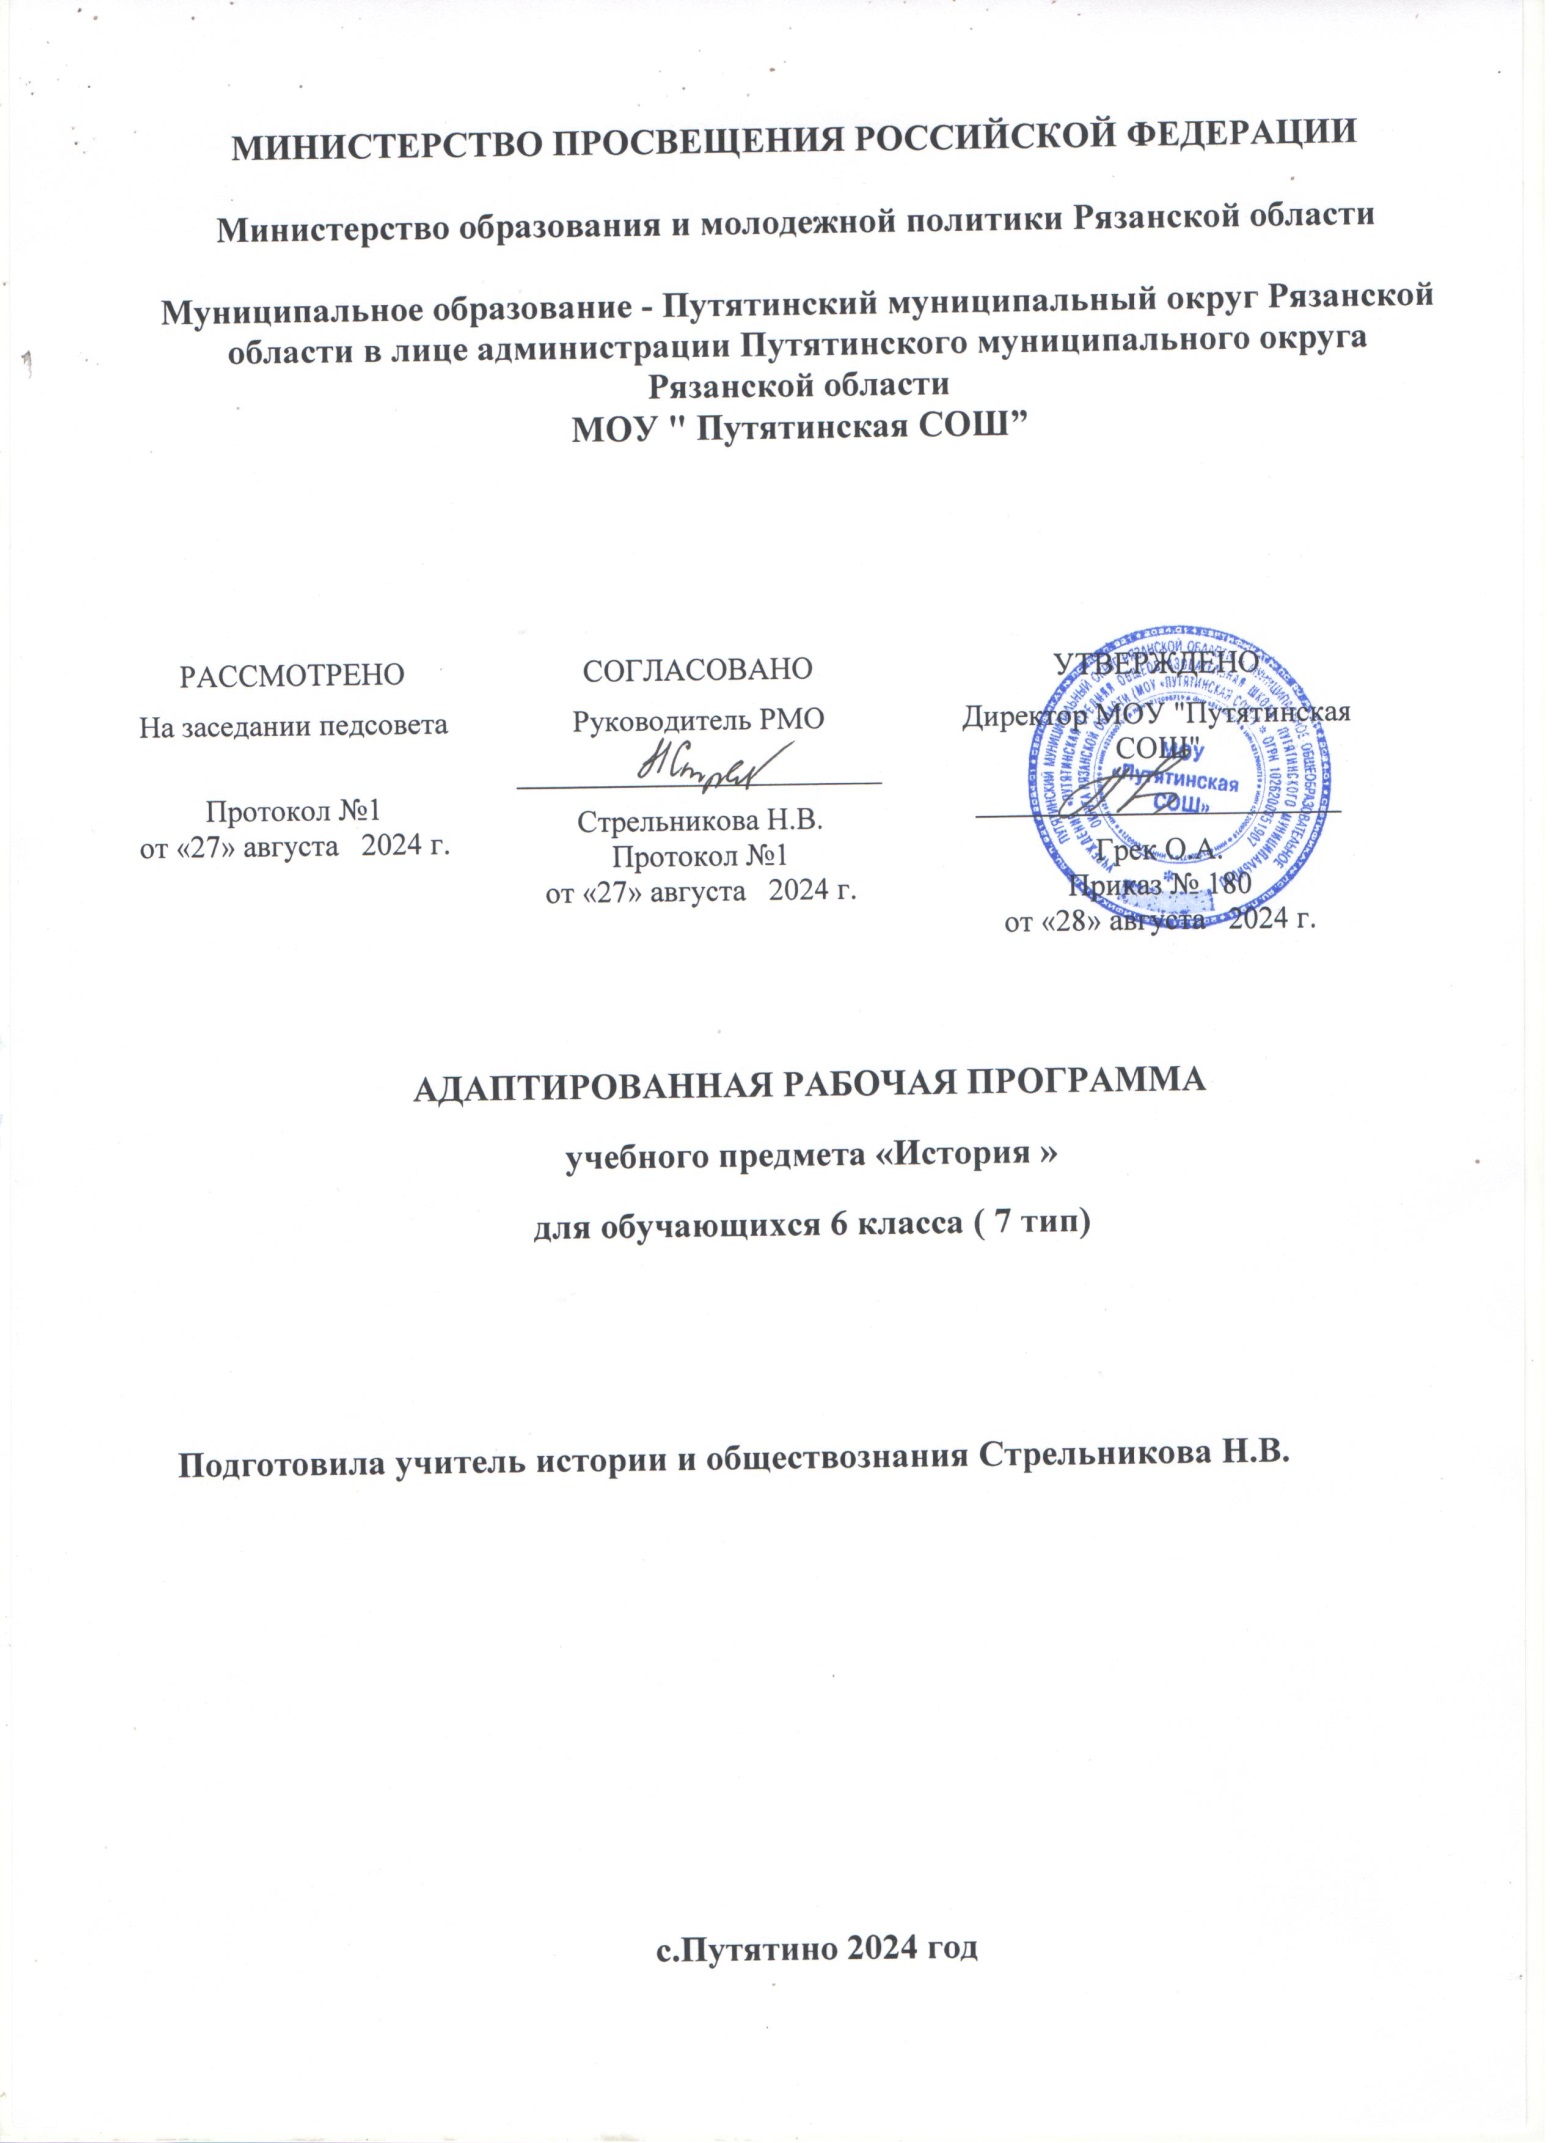 МИНИСТЕРСТВО ПРОСВЕЩЕНИЯ РОССИЙСКОЙ ФЕДЕРАЦИИ
Министерство образования и молодежной политики Рязанской области
Муниципальное образование - Путятинский муниципальный округ Рязанской
области в лице администрации Путятинского муниципального округа
Рязанской области
МОУ " Путятинская СОШ”
РАССМОТРЕНО
На заседании педсовета
Протокол №1
от «27» августа 2024 г.
СОГЛАСОВАНО
Руководитель РМО
Стрельникова Н.В.
Протокол №1
от «27» августа 2024 г.
УТВЕРЖДЕНО
Директор МОУ "Путятинская
СОШ"
Грек О.А.
Приказ № 180
от «28» августа 2024 г.
МОУ
«Путятинская
СОШ»
АДАПТИРОВАННАЯ РАБОЧАЯ ПРОГРАММА
учебного предмета «История »
для обучающихся 6 класса ( 7 тип)
Подготовила учитель истории и обществознания Стрельникова Н.В.
с.Путятино 2024 год